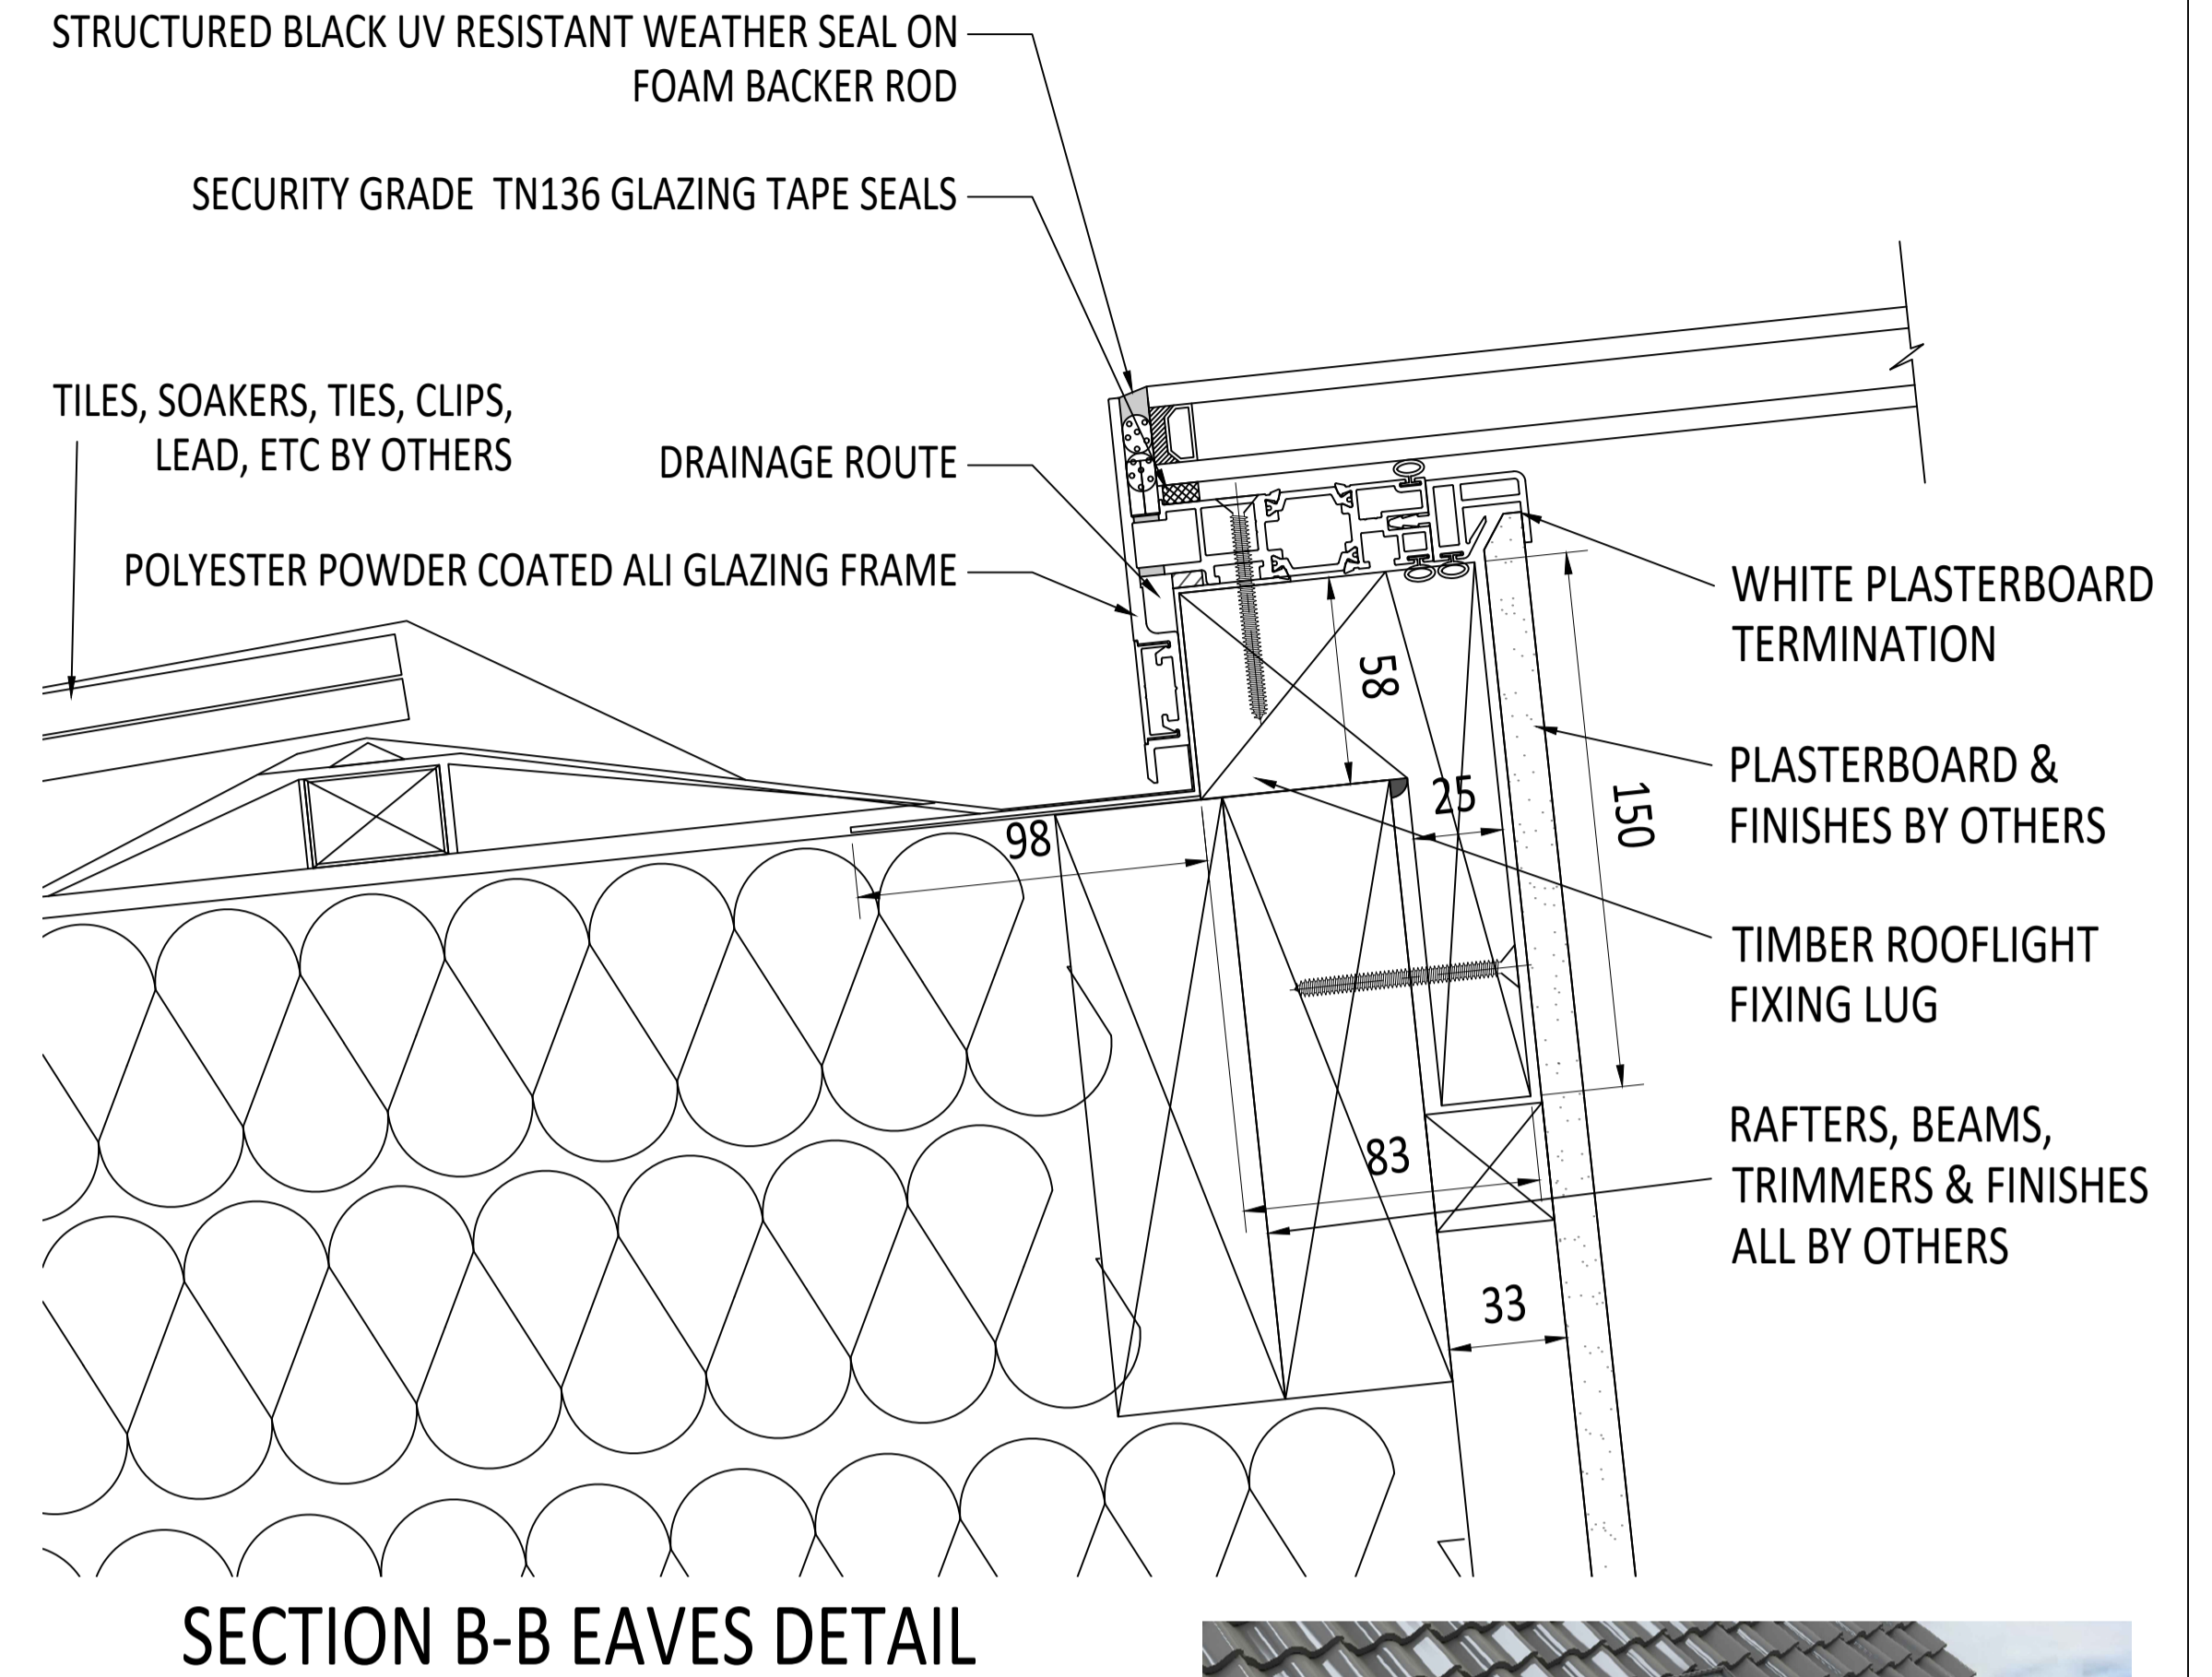 STRUCTURED BLACK UV RESISTANT WEATHER SEAL ON
FOAM BACKER ROD
SECURITY GRADE TN136 GLAZING TAPE SEALS
TILES, SOAKERS, TIES, CLIPS,
LEAD, ETC BY OTHERS
DRAINAGE ROUTE
POLYESTER POWDER COATED ALI GLAZING FRAME
WHITE PLASTERBOARD
TERMINATION
58
PLASTERBOARD &
FINISHES BY OTHERS
25
150
98
TIMBER ROOFLIGHT
FIXING LUG
RAFTERS, BEAMS,
TRIMMERS & FINISHES
ALL BY OTHERS
83
33
SECTION B-B EAVES DETAIL